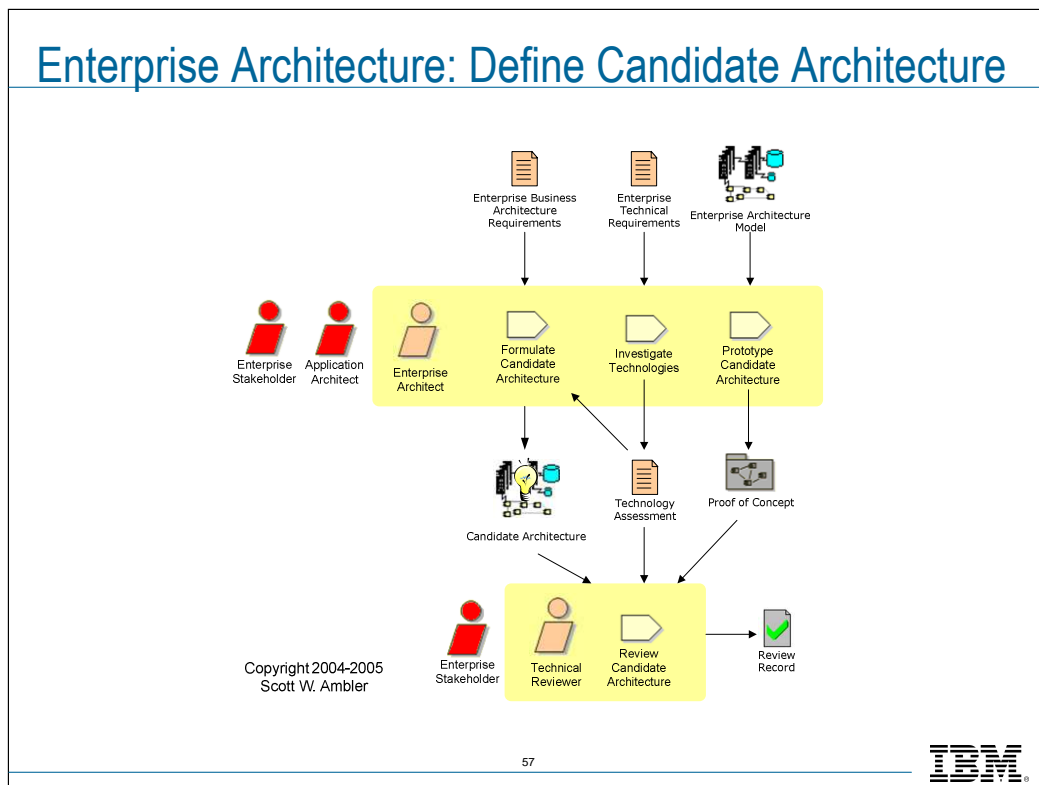 Enterprise Architecture: Define Candidate Architecture
Enterprise Business
Architecture
Requirements
Enterprise
Technical
Requirements
Enterprise Architecture
Model
Enterprise
Stakeholder
Application
Architect
Enterprise
Architect
Formulate
Candidate
Architecture
Investigate
Technologies
Prototype
Candidate
Architecture
Candidate Architecture
Technology
Assessment
Proof of Concept
Enterprise
Stakeholder
Technical
Reviewer
Review
Candidate
Architecture
Review
Record
Copyright 2004-2005
Scott W. Ambler
57
IBM®